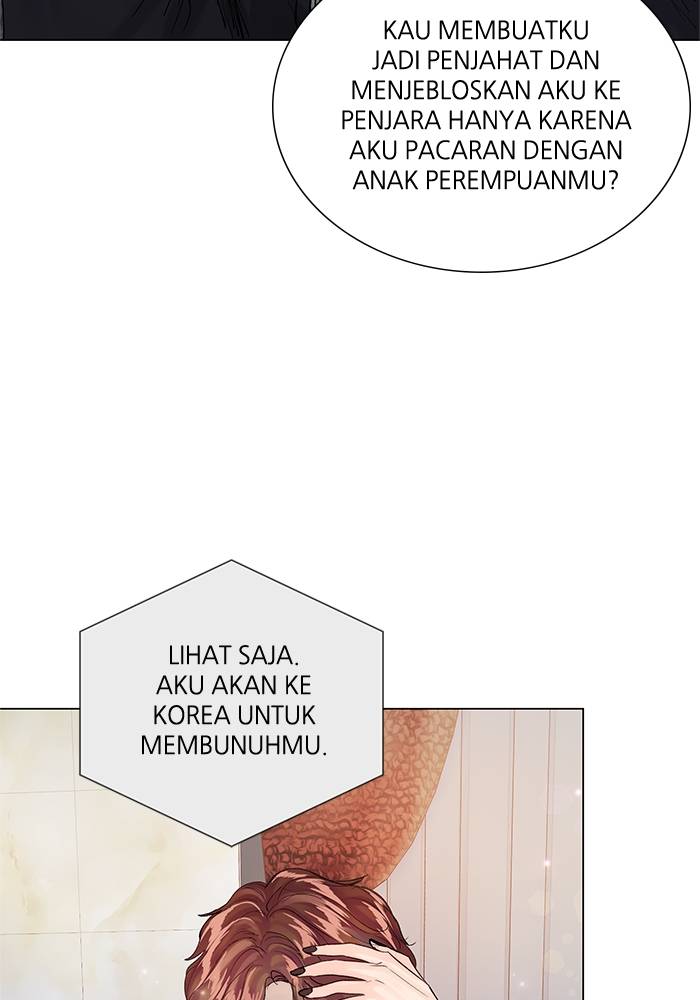 KAU MEMBUATKU
JADI PENJAHAT DAN
MENJEBLOSKAN AKU KE
PENJARA HANYA KARENA
AKU PACARAN DENGAN
ANAK PEREMPUANMU?
LIHAT SAJA.
AKU AKAN KE
KOREA UNTUK
MEMBUNUHMU.